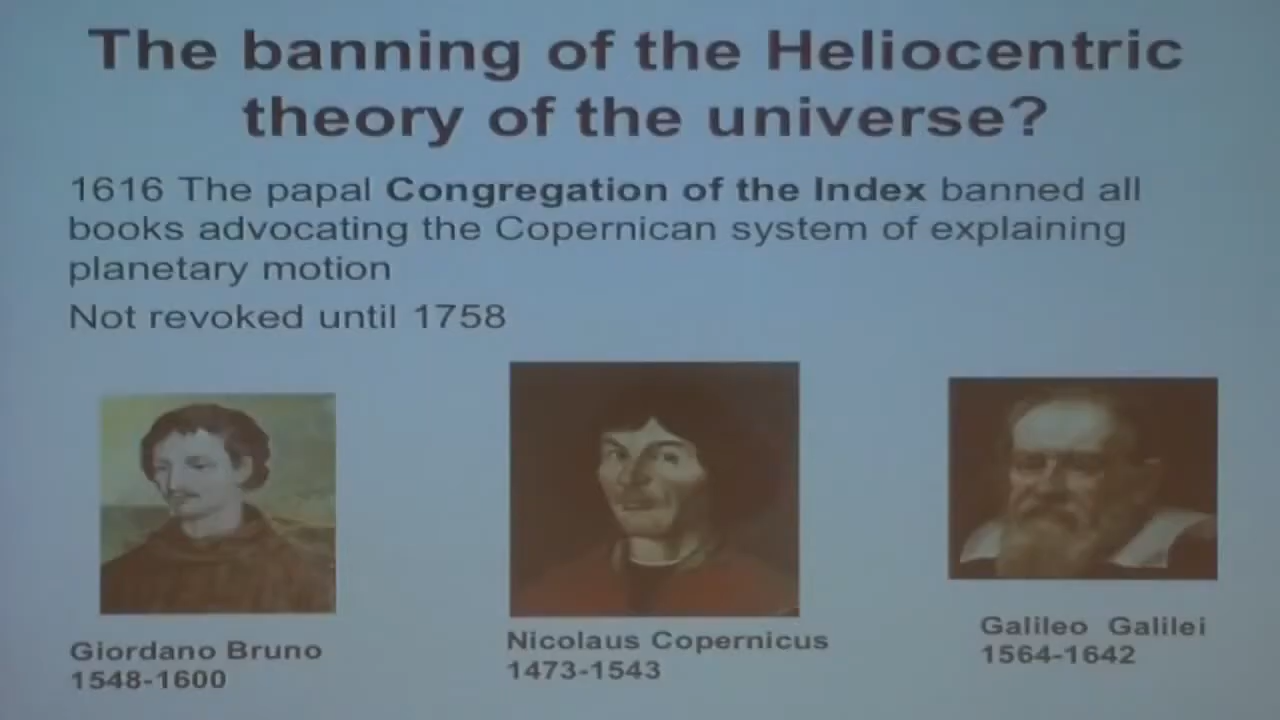 The banning of the Heliocentric
theory of the universe?
1616 The papal Congregation of the Index banned all
books advocating the Copernican system of explaining
planetary motion
Not revoked until 1758
Giordano Bruno
1548-1600
Nicolaus Copernicus
1473-1543
Galileo Galilei
1564-1642